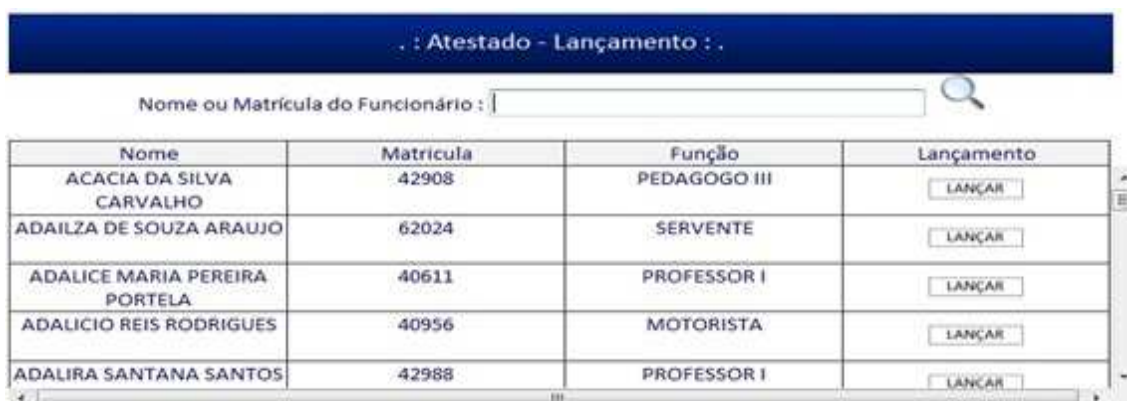 . : Atestado - Lançamento : .
Nome ou Matrícula do Funcionário :
Nome Matricula Função Lançamento
ACACIA DA SILVA CARVALHO 42908 PEDAGOGO III LANÇAR
ADAILZA DE SOUZA ARAUJO 62024 SERVENTE LANÇAR
ADALICE MARIA PEREIRA PORTELA 40611 PROFESSOR I LANÇAR
ADALICIO REIS RODRIGUES 40956 MOTORISTA LANÇAR
ADALIRA SANTANA SANTOS 42988 PROFESSOR I LANÇAR